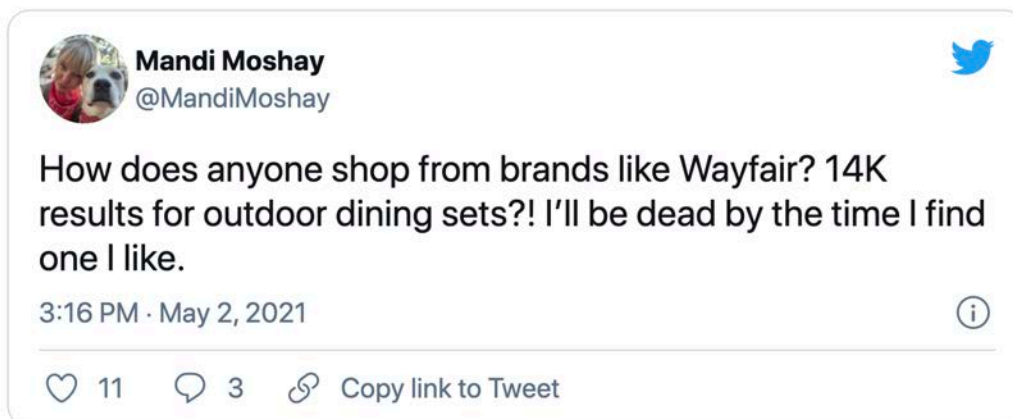 Mandi Moshay
@MandiMoshay
How does anyone shop from brands like Wayfair? 14K
results for outdoor dining sets?! I’ll be dead by the time I find
one I like.
3:16 PM · May 2, 2021
11 3 Copy link to Tweet